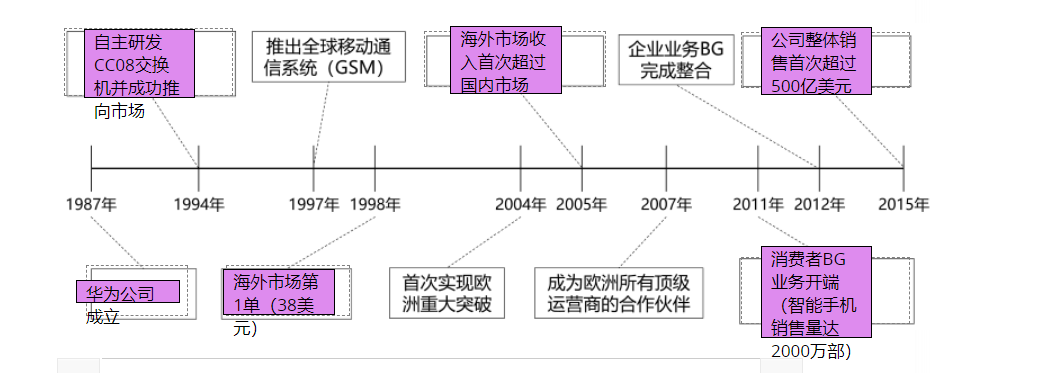 自主研发
CC08交换
机并成功推
向市场
推出全球移动通
信系统（GSM）
海外市场收
入首次超过
国内市场
企业业务BG
完成整合
公司整体销
售首次超过
500亿美元
1987年
1994年
1997年
1998年
2004年
2005年
2007年
2011年
2012年
2015年
华为公司
成立
海外市场第
1单（38美
元）
首次实现欧
洲重大突破
成为欧洲所有顶级
运营商的合作伙伴
消费者BG
业务开端
（智能手机
销售量达
2000万部）